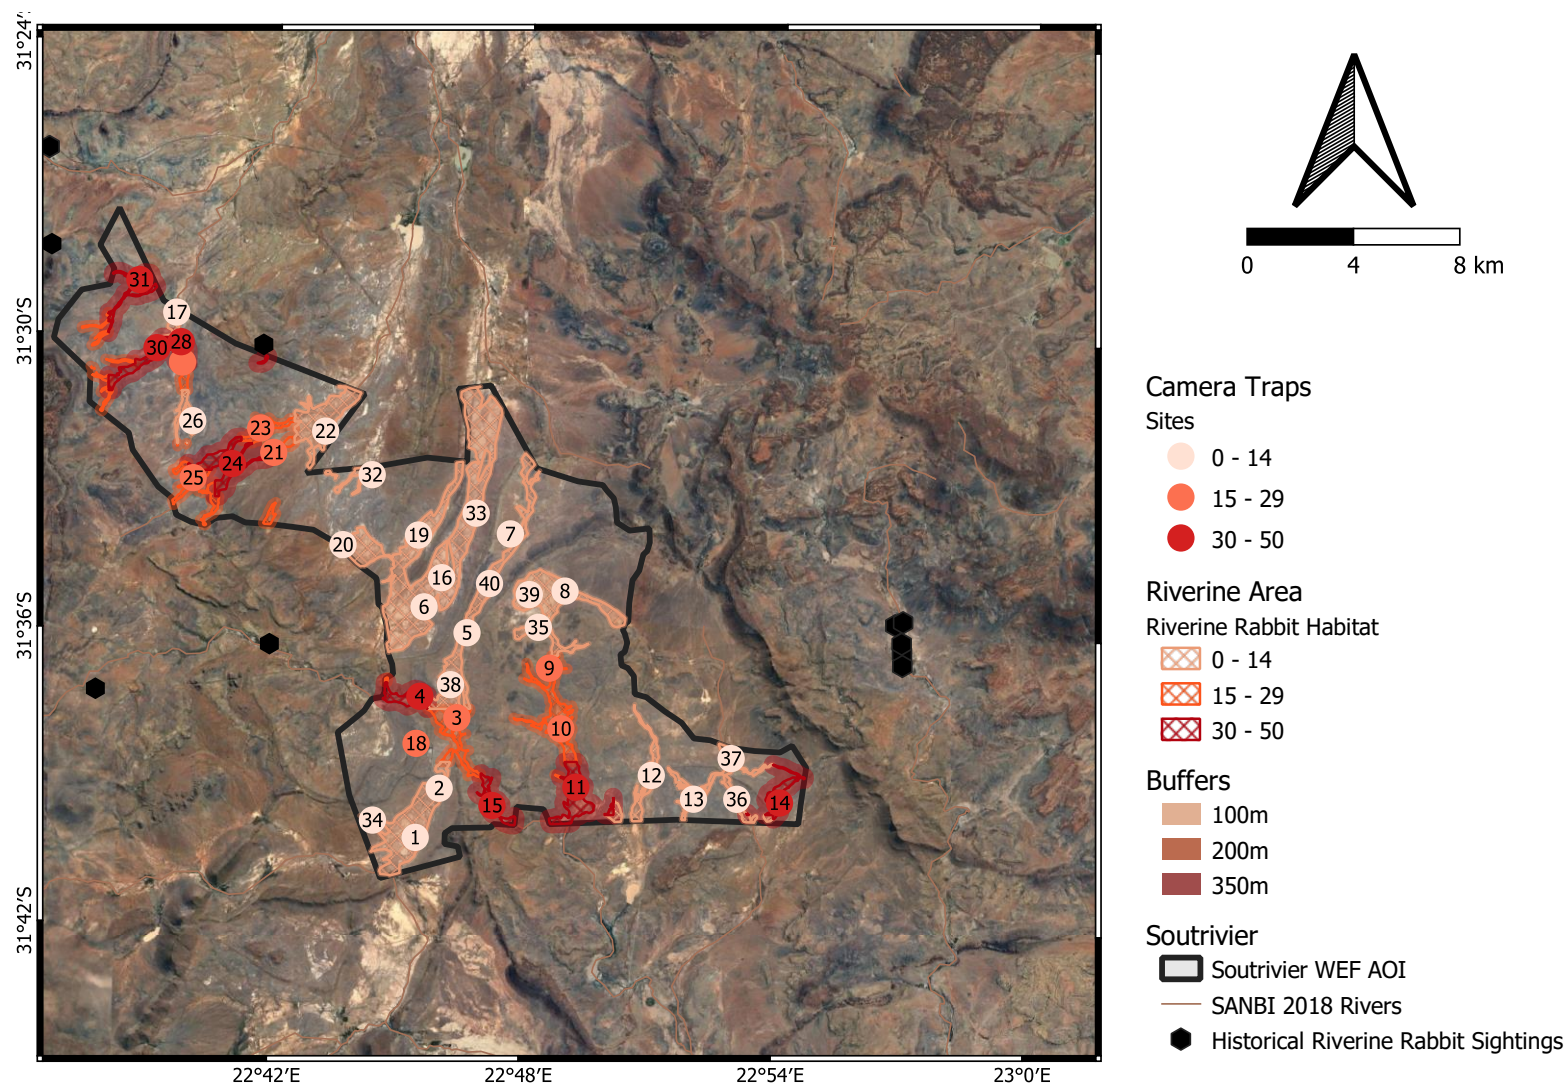 31°24'
31°30'S
31°36'S
31°42'S
22°42'E
22°48'E
22°54'E
23°0'E
31
17
30
28
26
23
22
21
24
25
32
33
19
7
20
16
40
39
8
6
35
5
9
38
4
3
10
18
37
12
2
11
13
36
14
15
34
1
0 4 8 km
Camera Traps
Sites
0 - 14
15 - 29
30 - 50
Riverine Area
Riverine Rabbit Habitat
0 - 14
15 - 29
30 - 50
Buffers
100m
200m
350m
Soutrivier
Soutrivier WEF AOI
SANBI 2018 Rivers
Historical Riverine Rabbit Sightings